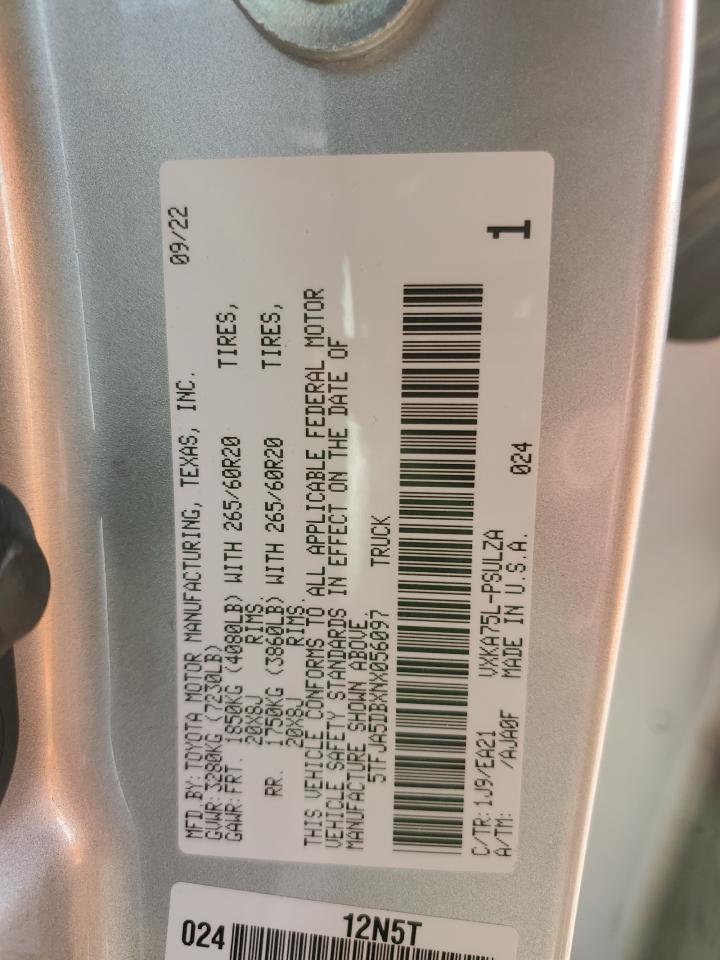 MFD BY: TOYOTA MOTOR MANUFACTURING, TEXAS, INC. 09/22
GVWR: 3280KG (7230LB)
GAWR: FRT. 1850KG (4080LB) WITH 265/60R20 TIRES,
20X8J RIMS.
RR. 1750KG (3860LB) WITH 265/60R20 TIRES,
20X8J RIMS.
THIS VEHICLE CONFORMS TO ALL APPLICABLE FEDERAL MOTOR
VEHICLE SAFETY STANDARDS IN EFFECT ON THE DATE OF
MANUFACTURE SHOWN ABOVE
5TFJA5DBXNX056097 TRUCK
C/TR: 1J9/EA21 VXKA75L-PSULZA 024 1
A/TM: /AJA0F MADE IN U.S.A.
024 12N5T